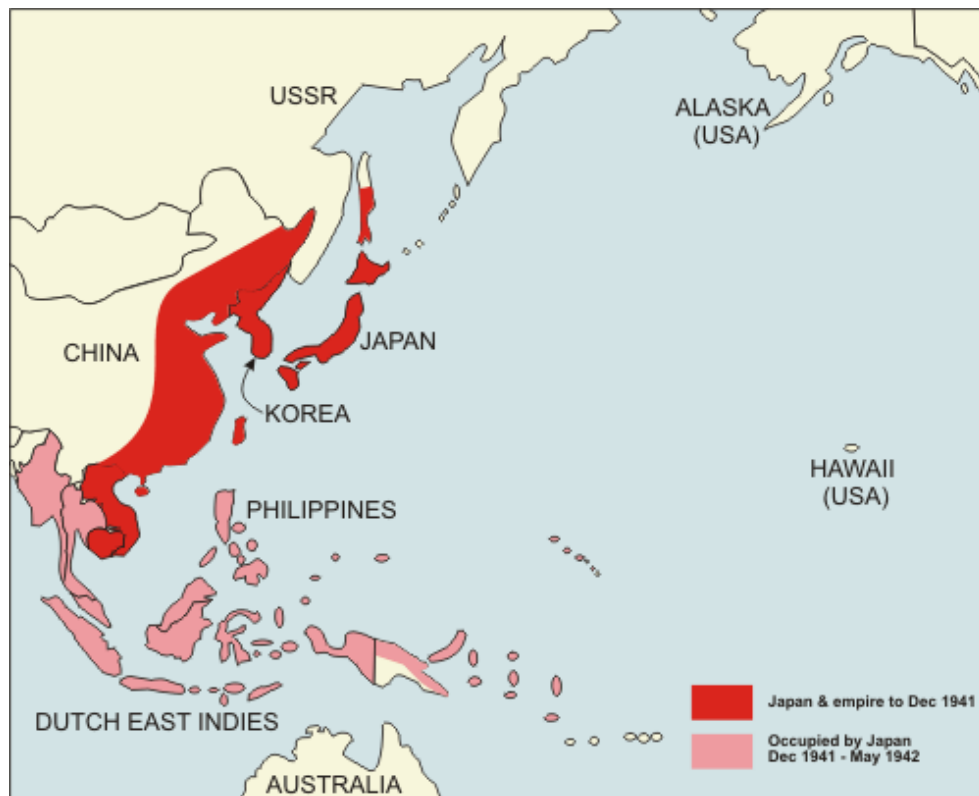 USSR
ALASKA
(USA)
CHINA
JAPAN
KOREA
HAWAII
(USA)
PHILIPPINES
DUTCH EAST INDIES
AUSTRALIA
Japan & empire to Dec 1941
Occupied by Japan
Dec 1941 - May 1942